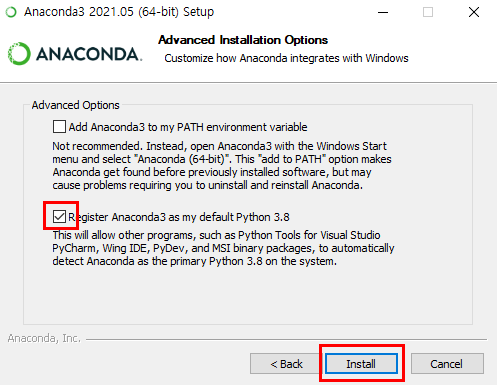 Anaconda3 2021.05 (64-bit) Setup
Advanced Installation Options
Customize how Anaconda integrates with Windows
ANACONDA.
Advanced Options
Add Anaconda3 to my PATH environment variable
Not recommended. Instead, open Anaconda3 with the Windows Start
menu and select "Anaconda (64-bit)". This "add to PATH" option makes
Anaconda get found before previously installed software, but may
cause problems requiring you to uninstall and reinstall Anaconda.
Register Anaconda3 as my default Python 3.8
This will allow other programs, such as Python Tools for Visual Studio
PyCharm, Wing IDE, PyDev, and MSI binary packages, to automatically
detect Anaconda as the primary Python 3.8 on the system.
Anaconda, Inc.
< Back
Install
Cancel